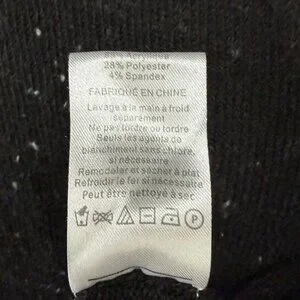 Acrylique
28% Polyester
4% Spandex
FABRIQUÉ EN CHINE
Lavage à la main à froid
séparément
Ne pas tordre ou tordre
Seuls les agents de
blanchiment sans chlore,
si nécessaire
Remodeler et sécher à plat
Refroidir le fer si nécessaire
Peut être nettoyé à sec
P